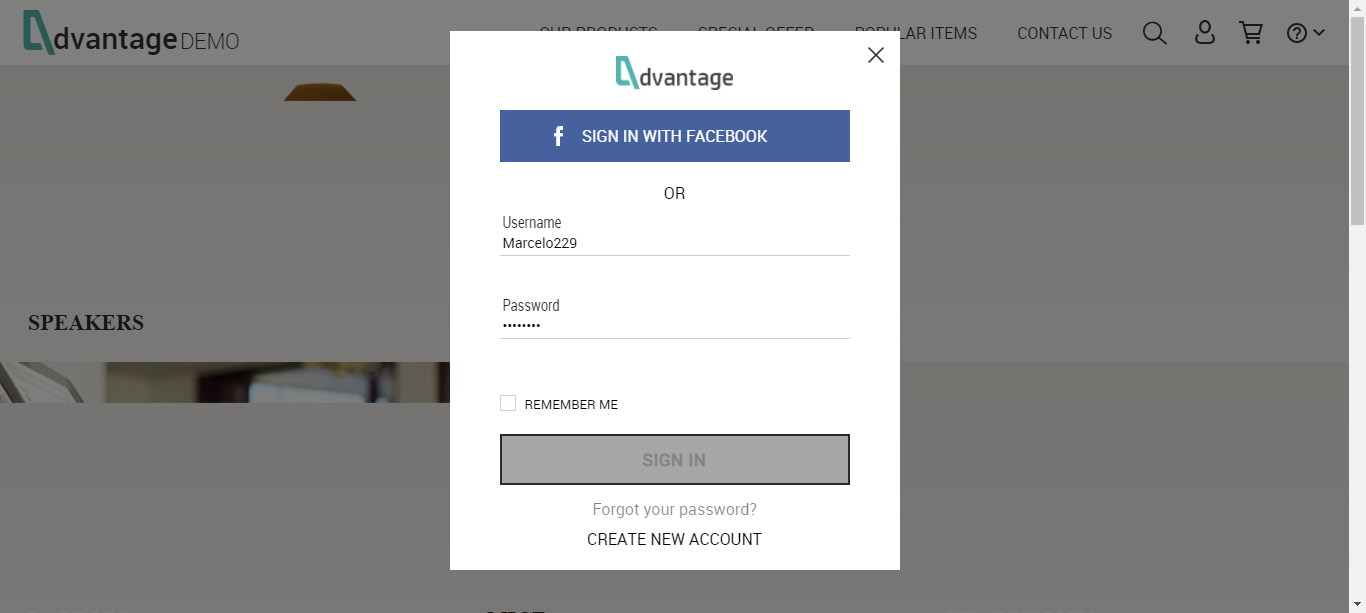 dvantage DEMO
OUR PRODUCTS SPECIAL OFFER POPULAR ITEMS CONTACT US
dvantage
SIGN IN WITH FACEBOOK
OR
Username
Marcelo229
Password
••••••••
REMEMBER ME
SIGN IN
Forgot your password?
CREATE NEW ACCOUNT
SPEAKERS